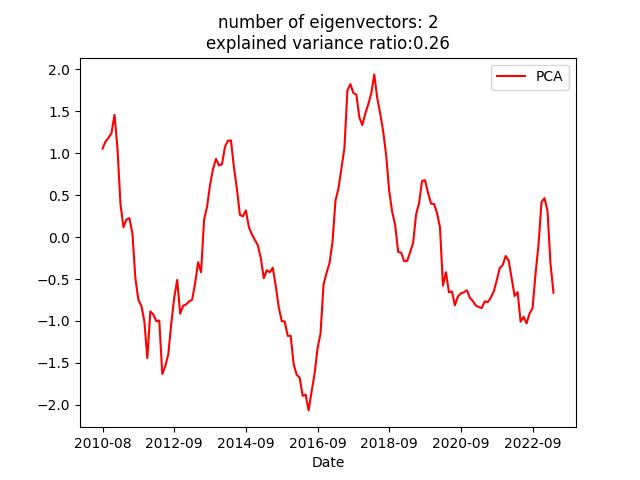 number of eigenvectors: 2
explained variance ratio:0.26
PCA
2.0
1.5
1.0
0.5
0.0
−0.5
−1.0
−1.5
−2.0
2010-08 2012-09 2014-09 2016-09 2018-09 2020-09 2022-09
Date